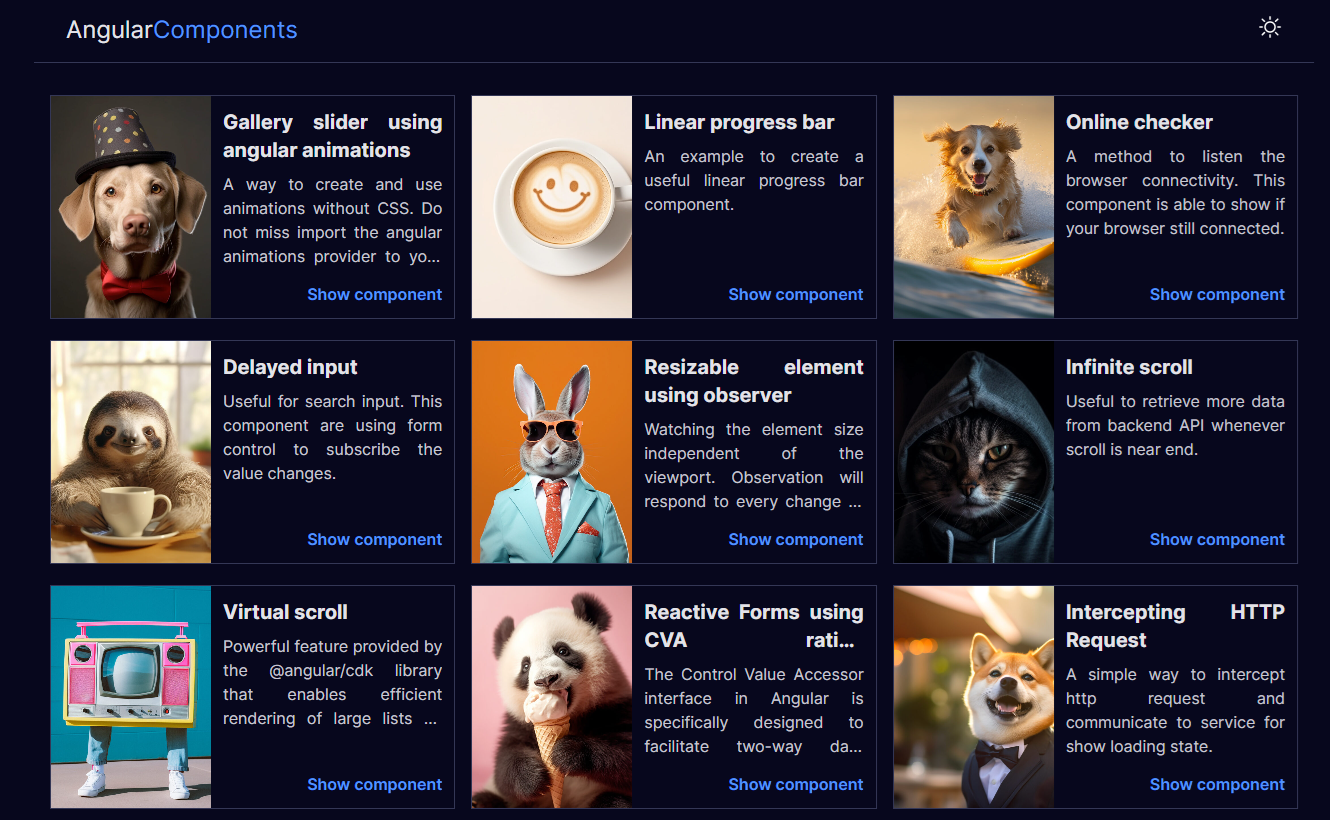 AngularComponents
Gallery slider using
angular animations
A way to create and use
animations without CSS. Do
not miss import the angular
animations provider to yo...
Show component
Linear progress bar
An example to create a
useful linear progress bar
component.
Show component
Online checker
A method to listen the
browser connectivity. This
component is able to show if
your browser still connected.
Show component
Delayed input
Useful for search input. This
component are using form
control to subscribe the
value changes.
Show component
Resizable element
using observer
Watching the element size
independent of the
viewport. Observation will
respond to every change ...
Show component
Infinite scroll
Useful to retrieve more data
from backend API whenever
scroll is near end.
Show component
Virtual scroll
Powerful feature provided by
the @angular/cdk library
that enables efficient
rendering of large lists ...
Show component
Reactive Forms using
CVA rati...
The Control Value Accessor
interface in Angular is
specifically designed to
facilitate two-way da...
Show component
Intercepting HTTP
Request
A simple way to intercept
http request and
communicate to service for
show loading state.
Show component